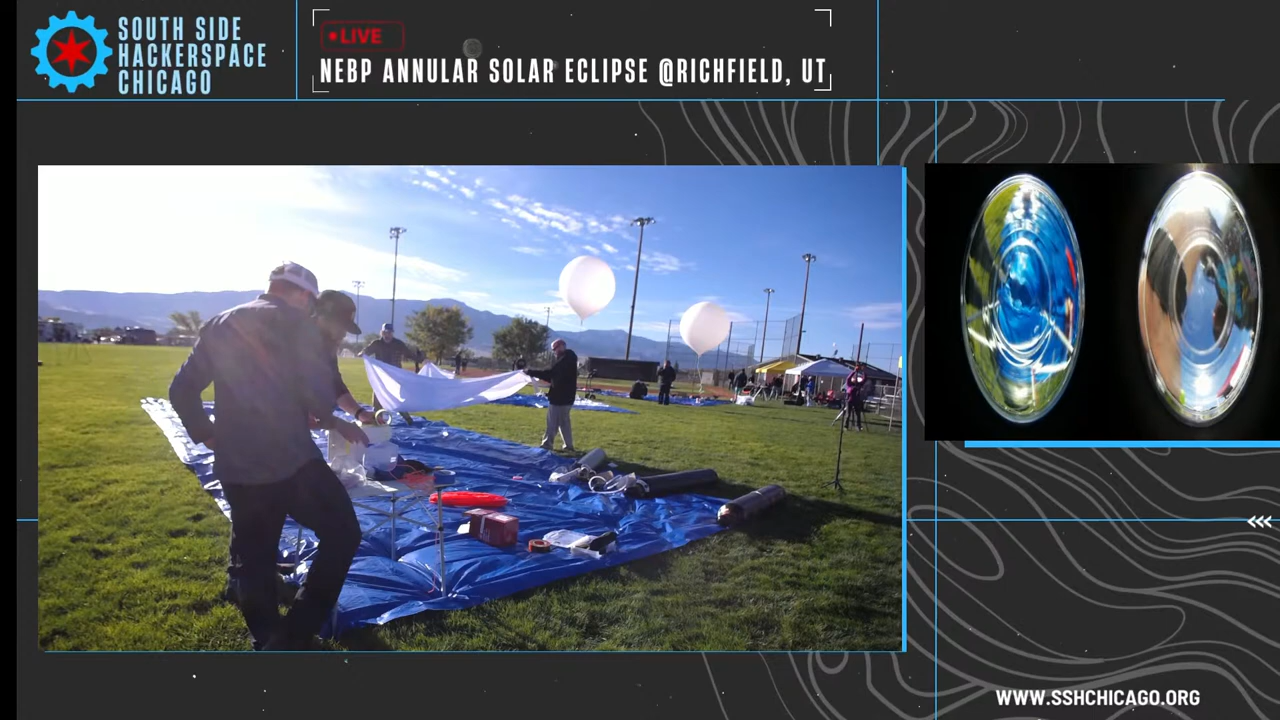 SOUTH SIDE
HACKERSPACE
CHICAGO
LIVE
NEBP ANNULAR SOLAR ECLIPSE @RICHFIELD, UT
WWW.SSHCHICAGO.ORG